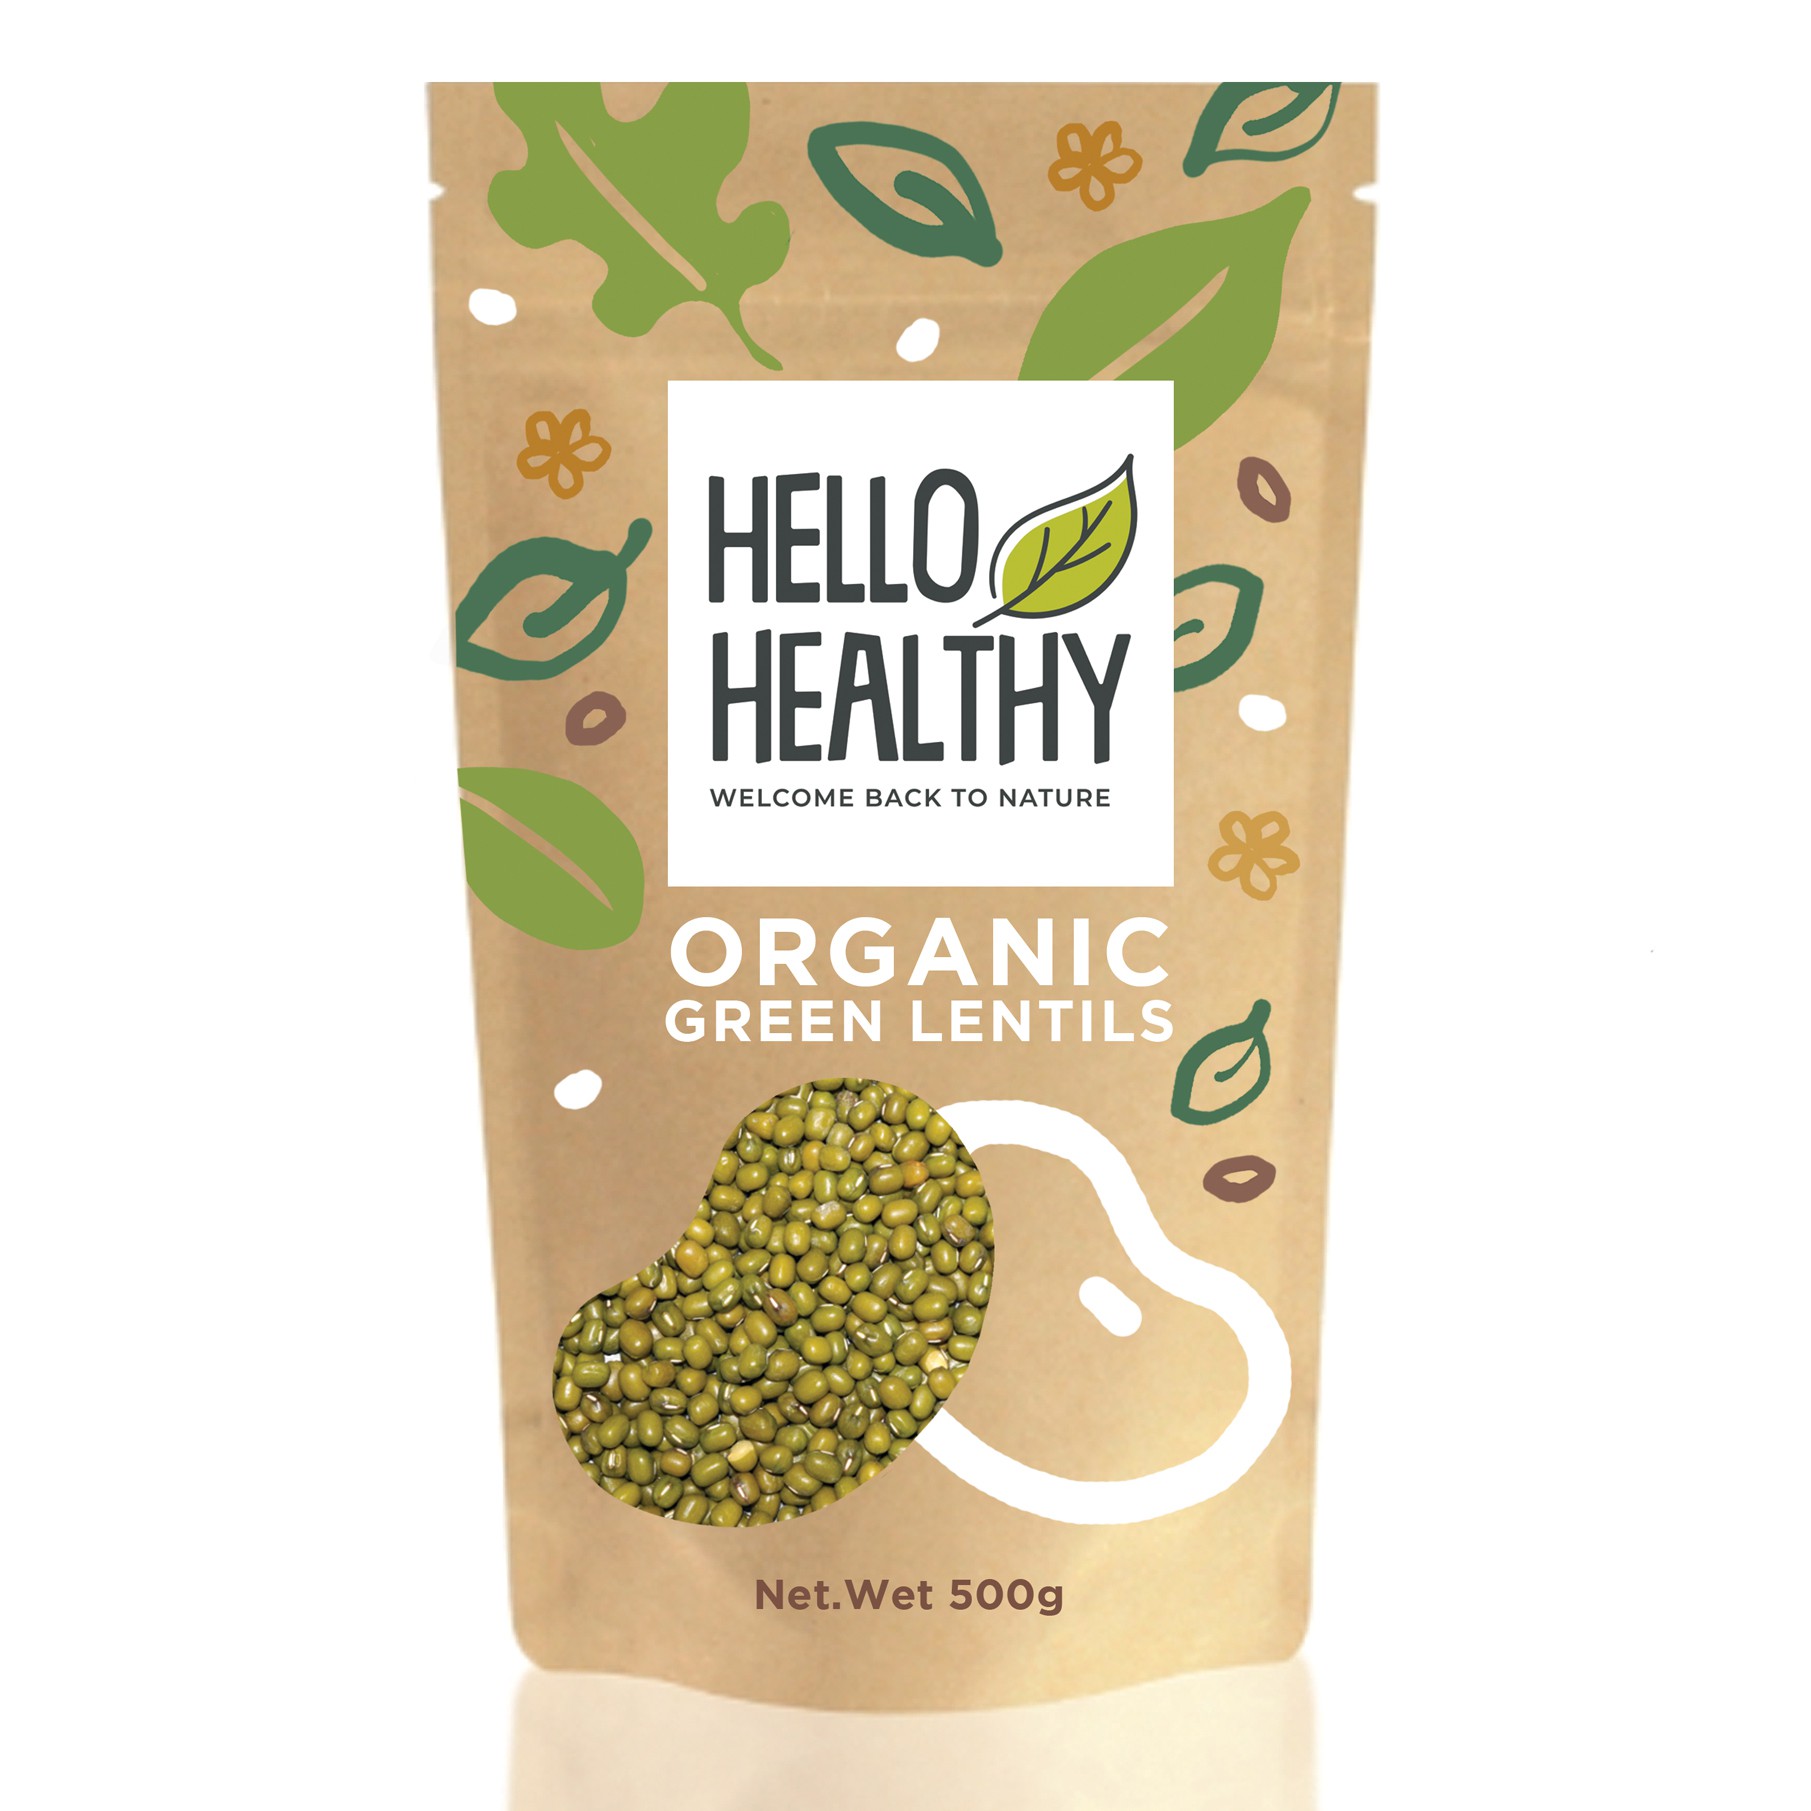 HELLO
HEALTHY
WELCOME BACK TO NATURE
ORGANIC
GREEN LENTILS
Net.Wet 500g